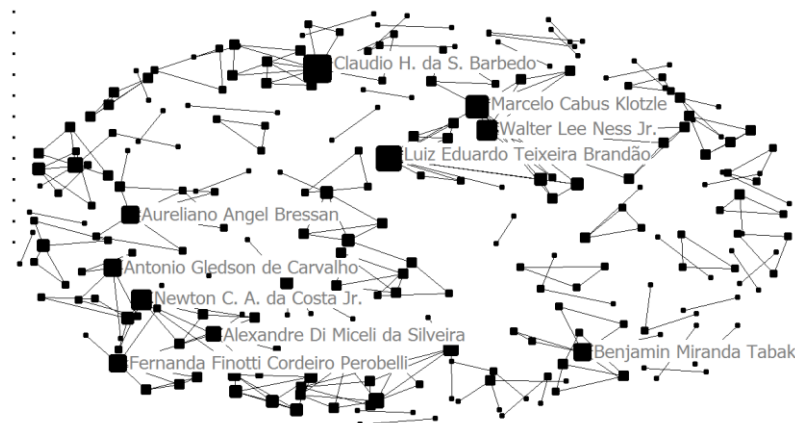 Claudio H. da S. Barbedo
Marcelo Cabus Klotzle
Walter Lee Ness Jr.
Luiz Eduardo Teixeira Brandão
Aureliano Angel Bressan
Antonio Gledson de Carvalho
Newton C. A. da Costa Jr.
Alexandre Di Miceli da Silveira
Benjamin Miranda Tabak
Fernanda Finotti Cordeiro Perobelli